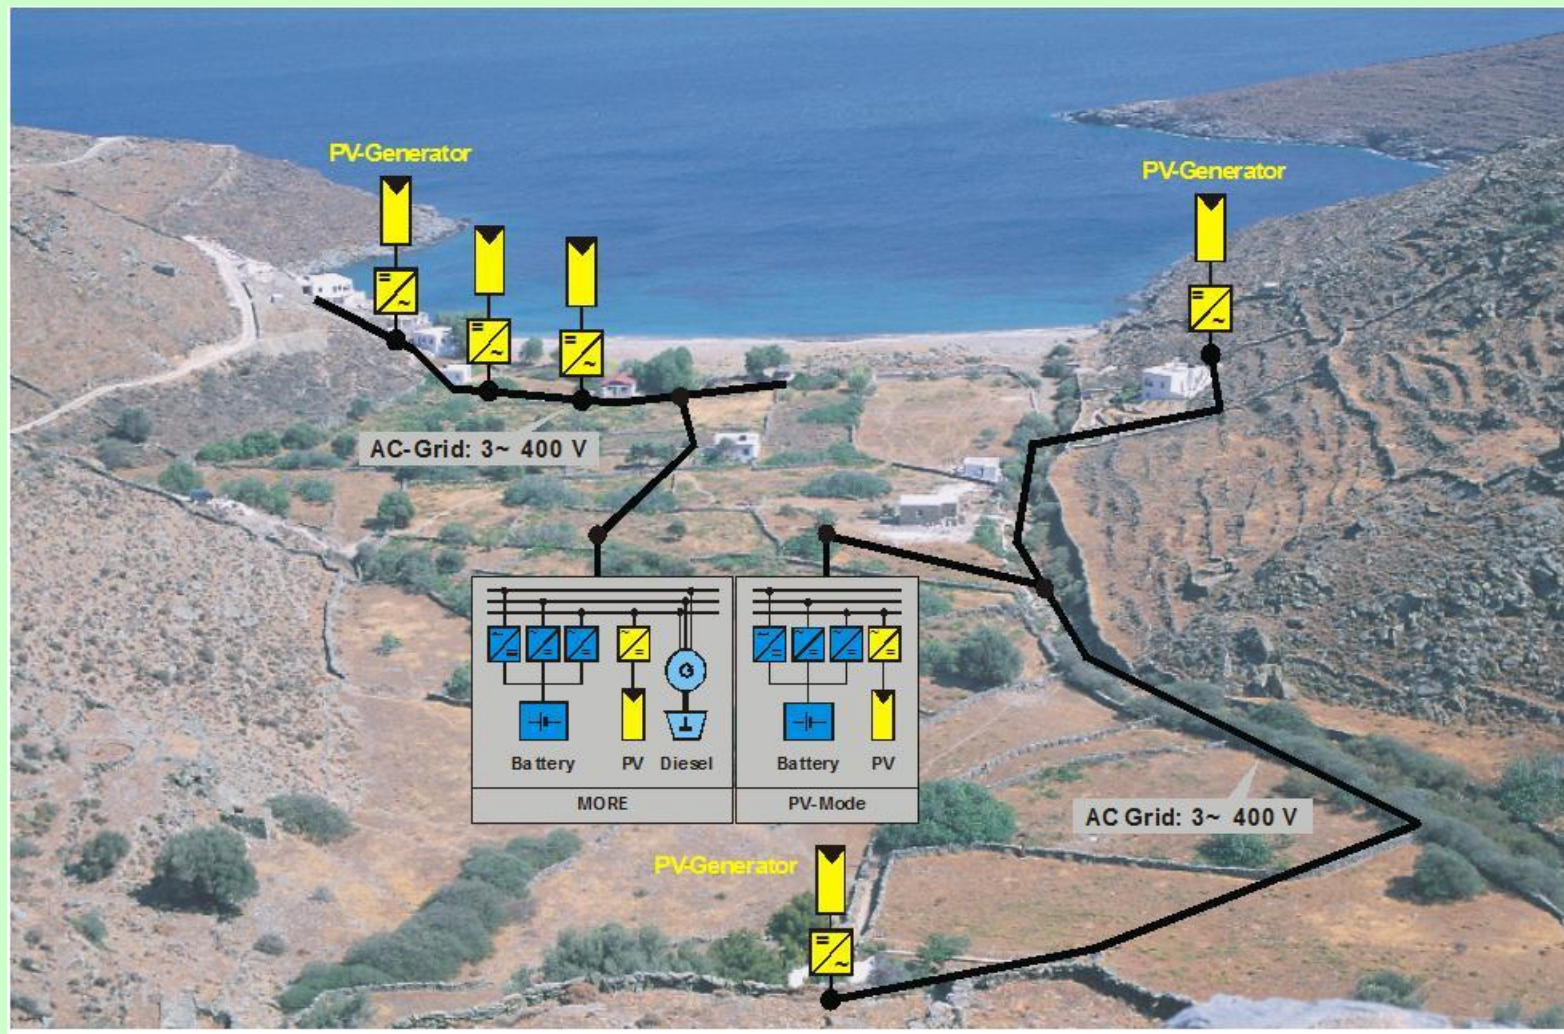 PV-Generator
PV-Generator
AC-Grid: 3~ 400 V
Battery PV Diesel
MORE
Battery PV
PV-Mode
AC Grid: 3~ 400 V
PV-Generator